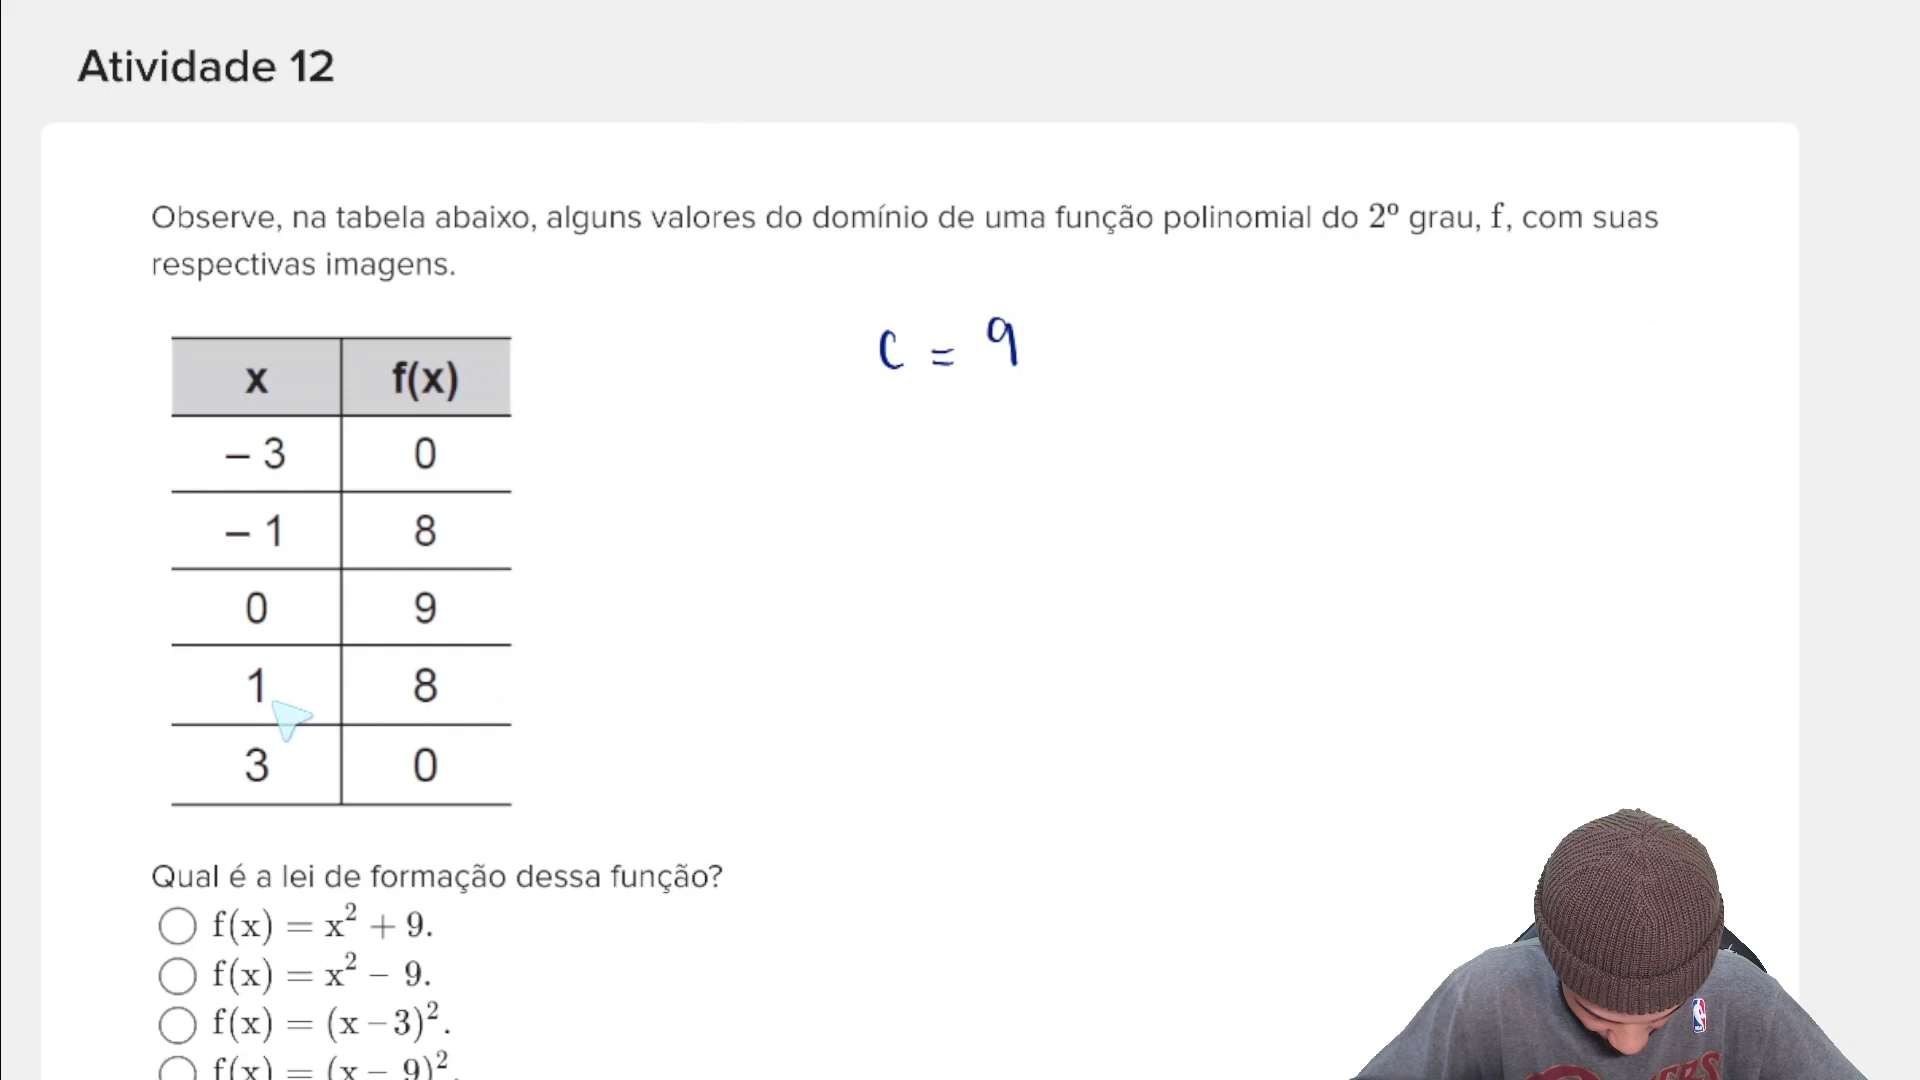 Atividade 12
Observe, na tabela abaixo, alguns valores do domínio de uma função polinomial do 2º grau, f, com suas
respectivas imagens.
c = 9
x f(x)
– 3 0
– 1 8
0 9
1 8
3 0
Qual é a lei de formação dessa função?
f(x) = x² + 9.
f(x) = x² – 9.
f(x) = (x – 3)².
f(x) = (x – 9)².